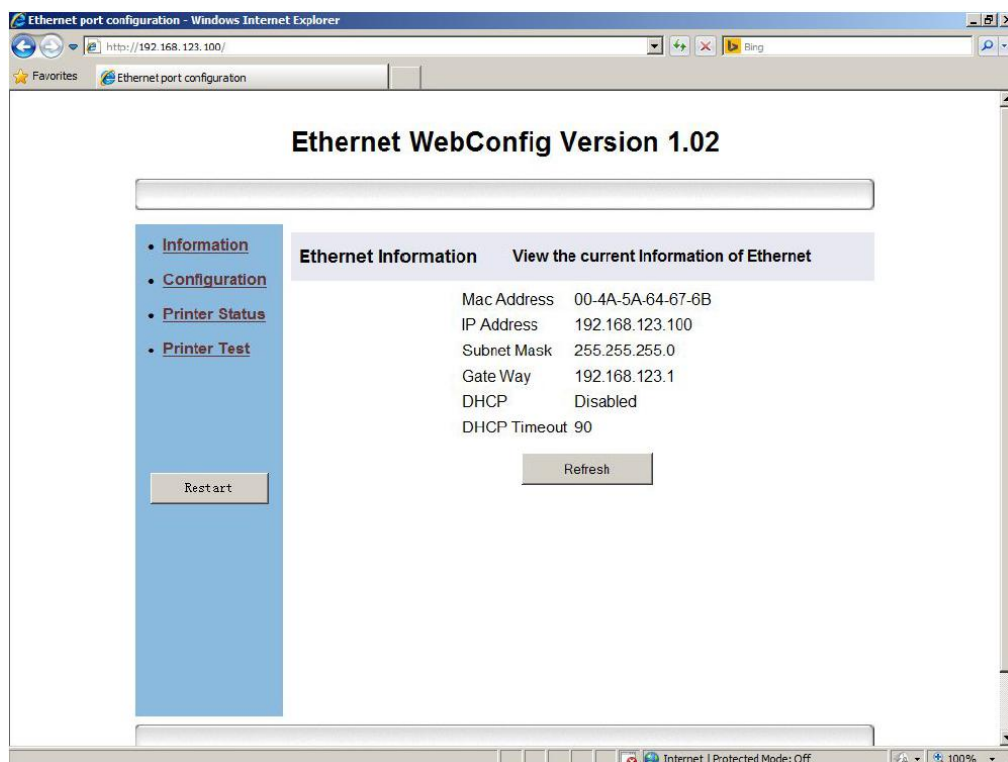 Ethernet port configuration - Windows Internet Explorer
http://192.168.123.100/
Bing
Favorites
Ethernet port configuration
Ethernet WebConfig Version 1.02
Information
Configuration
Printer Status
Printer Test
Restart
Ethernet Information View the current Information of Ethernet
Mac Address 00-4A-5A-64-67-6B
IP Address 192.168.123.100
Subnet Mask 255.255.255.0
Gate Way 192.168.123.1
DHCP Disabled
DHCP Timeout 90
Refresh
Internet | Protected Mode: Off
100%